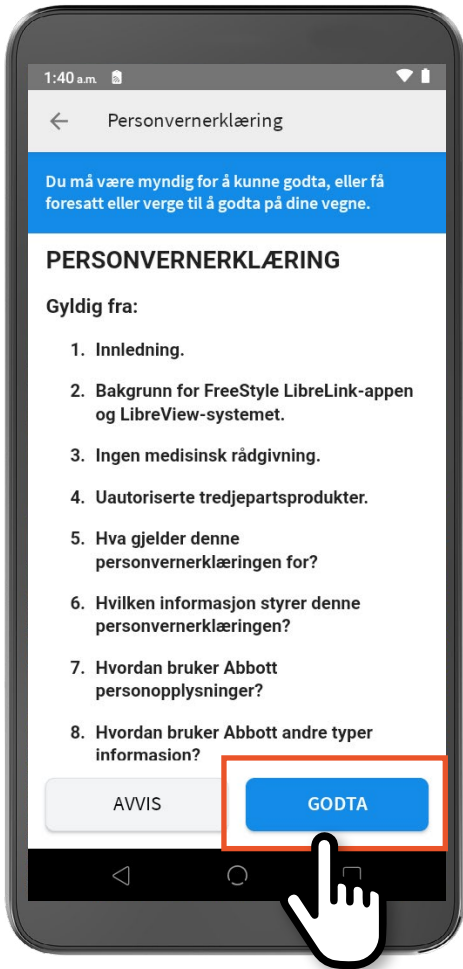 1:40 a.m.
Personvernerklæring
Du må være myndig for å kunne godta, eller få
foresatt eller verge til å godta på dine vegne.
PERSONVERNERKLÆRING
Gyldig fra:
1. Innledning.
2. Bakgrunn for FreeStyle LibreLink-appen
og LibreView-systemet.
3. Ingen medisinsk rådgivning.
4. Uautoriserte tredjepartsprodukter.
5. Hva gjelder denne
personvernerklæringen for?
6. Hvilken informasjon styrer denne
personvernerklæringen?
7. Hvordan bruker Abbott
personopplysninger?
8. Hvordan bruker Abbott andre typer
informasjon?
AVVIS
GODTA